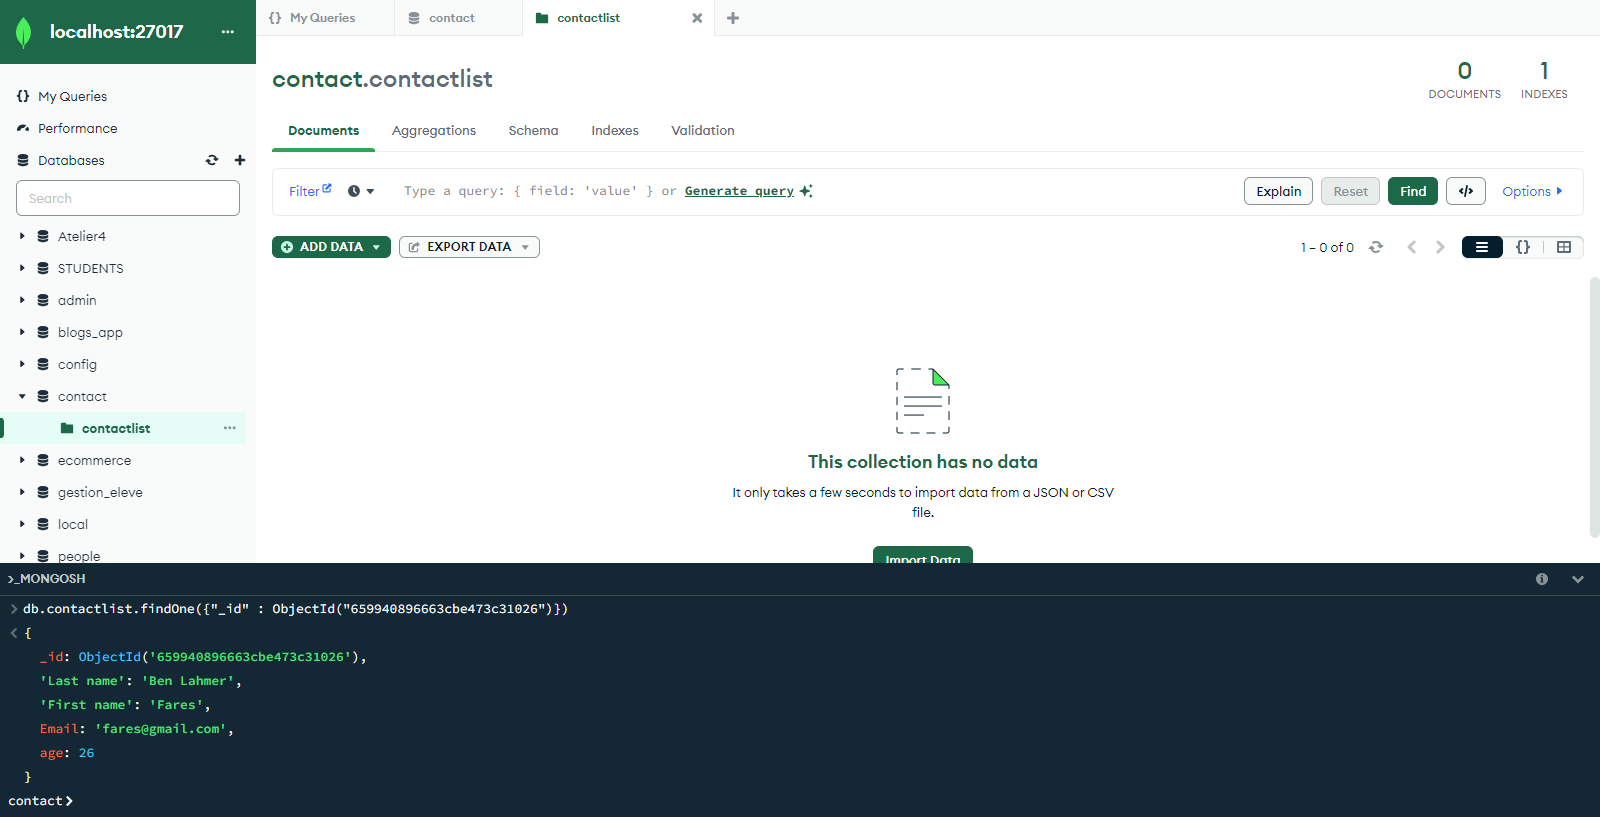 localhost:27017 ...
{} My Queries
contact
contactlist
My Queries
Performance
Databases
Search
Atelier4
STUDENTS
admin
blogs_app
config
contact
contactlist
ecommerce
gestion_eleve
local
people
contact.contactlist
0
DOCUMENTS
1
INDEXES
Documents Aggregations Schema Indexes Validation
Filter Type a query: { field: 'value' } or Generate query Explain Reset Find </> Options
ADD DATA EXPORT DATA 1 – 0 of 0 {}
This collection has no data
It only takes a few seconds to import data from a JSON or CSV
file.
Import Data
>_MONGOSH
> db.contactlist.findOne({"_id" : ObjectId("659940896663cbe473c31026")})
< {
_id: ObjectId('659940896663cbe473c31026'),
'Last name': 'Ben Lahmer',
'First name': 'Fares',
Email: 'fares@gmail.com',
age: 26
}
contact>